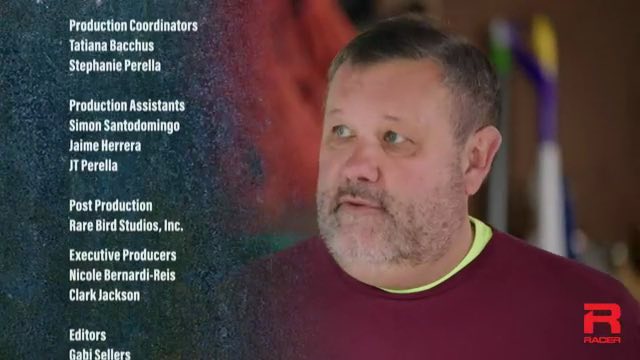 Production Coordinators
Tatiana Bacchus
Stephanie Perella
Production Assistants
Simon Santodomingo
Jaime Herrera
JT Perella
Post Production
Rare Bird Studios, Inc.
Executive Producers
Nicole Bernardi-Reis
Clark Jackson
Editors
Gabi Sellers
RACER